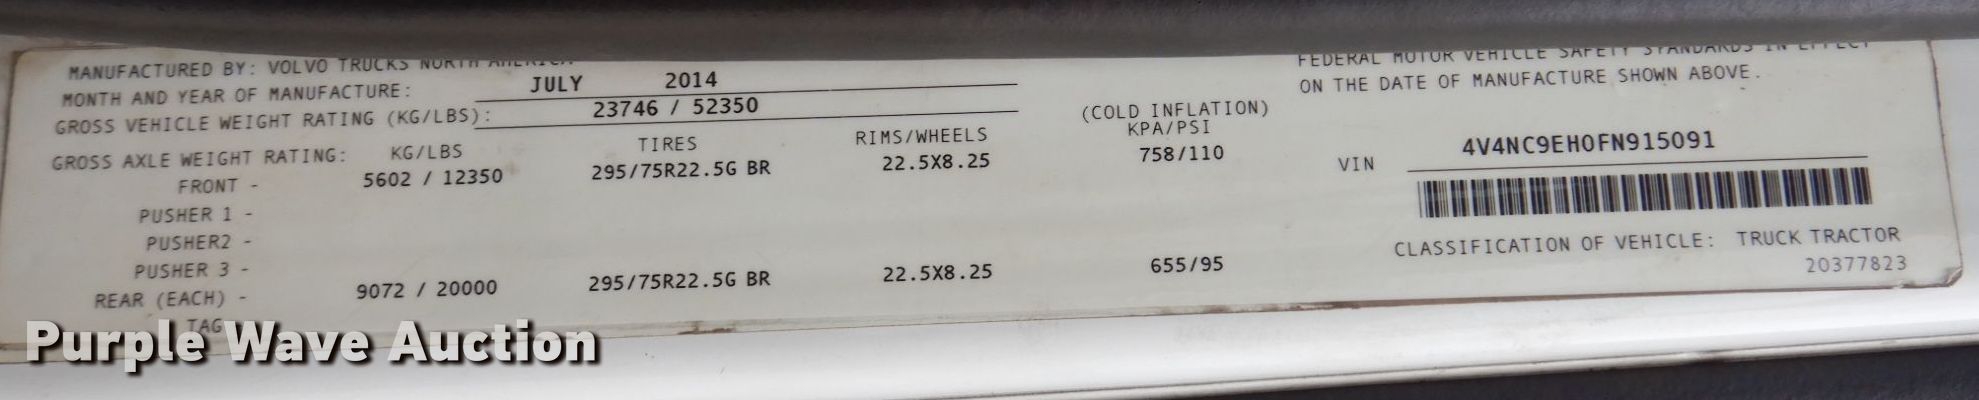 MANUFACTURED BY: VOLVO TRUCKS NORTH AMERICA
MONTH AND YEAR OF MANUFACTURE: JULY 2014
GROSS VEHICLE WEIGHT RATING (KG/LBS): 23746 / 52350
GROSS AXLE WEIGHT RATING: KG/LBS TIRES RIMS/WHEELS (COLD INFLATION) KPA/PSI
FRONT - 5602 / 12350 295/75R22.5G BR 22.5X8.25 758/110
PUSHER 1 -
PUSHER2 -
PUSHER 3 -
REAR (EACH) - 9072 / 20000 295/75R22.5G BR 22.5X8.25 655/95
TAG
FEDERAL MOTOR VEHICLE SAFETY STANDARDS IN EFFECT
ON THE DATE OF MANUFACTURE SHOWN ABOVE.
VIN 4V4NC9EH0FN915091
CLASSIFICATION OF VEHICLE: TRUCK TRACTOR
20377823
Purple Wave Auction